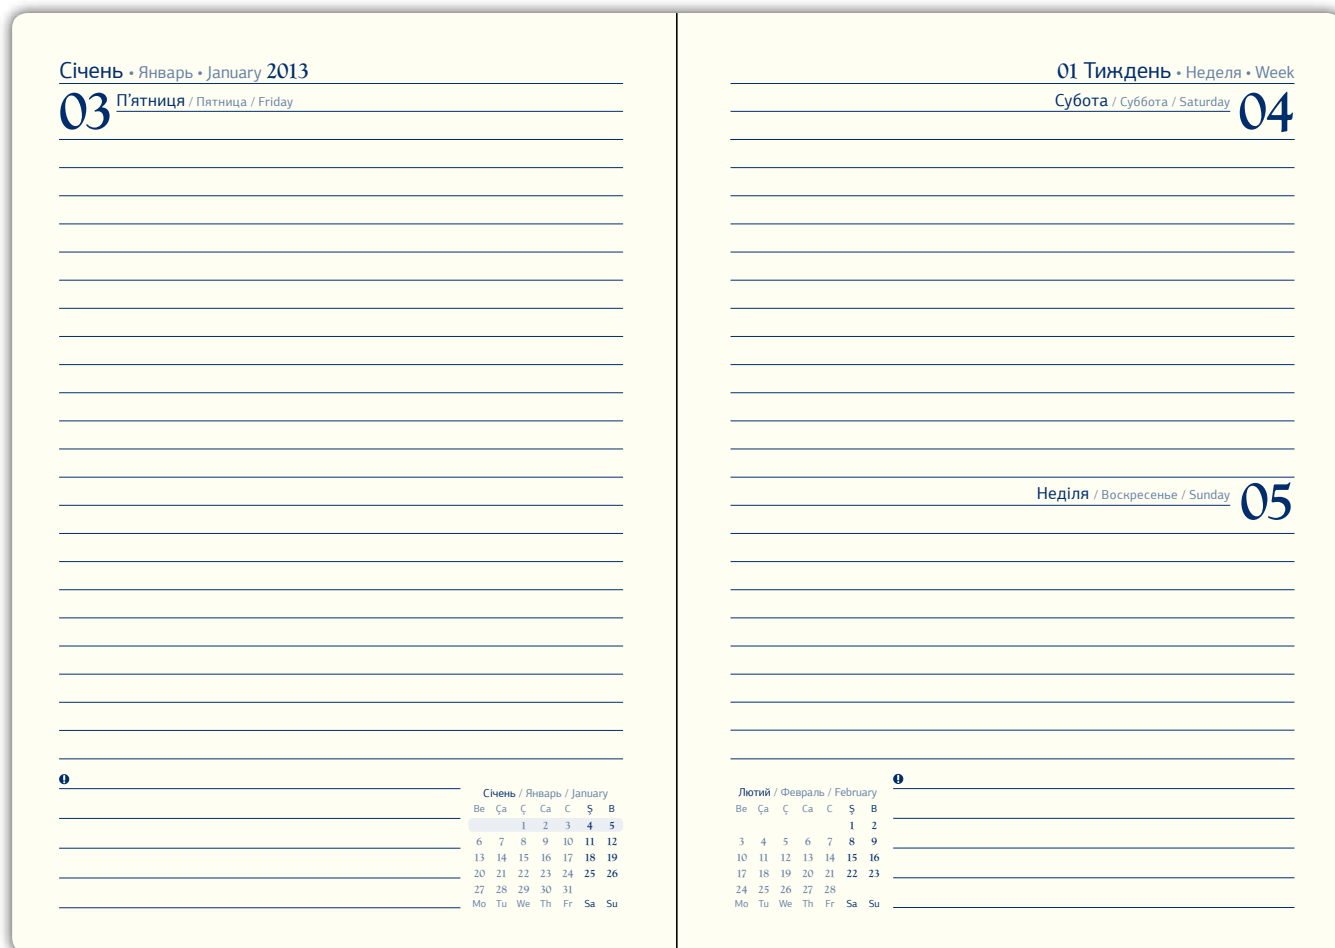 Січень • Январь • January 2013
03 П'ятниця / Пятница / Friday
Січень / Январь / January
Be Ça Ç Ca C Ş B
1 2 3 4 5
6 7 8 9 10 11 12
13 14 15 16 17 18 19
20 21 22 23 24 25 26
27 28 29 30 31
Mo Tu We Th Fr Sa Su
01 Тиждень • Неделя • Week
Субота / Суббота / Saturday 04
Неділя / Воскресенье / Sunday 05
Лютий / Февраль / February
Be Ça Ç Ca C Ş B
1 2
3 4 5 6 7 8 9
10 11 12 13 14 15 16
17 18 19 20 21 22 23
24 25 26 27 28
Mo Tu We Th Fr Sa Su